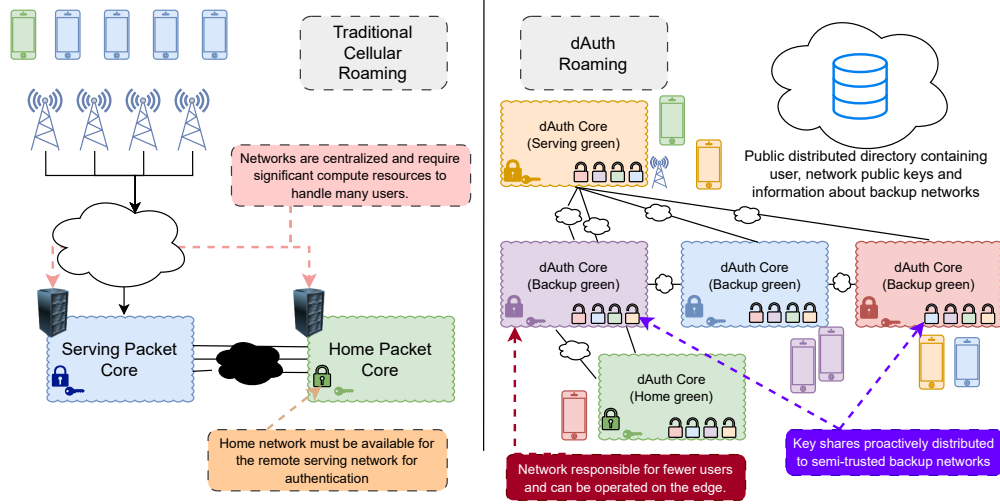 Traditional
Cellular
Roaming
Networks are centralized and require
significant compute resources to
handle many users.
Serving Packet
Core
Home Packet
Core
Home network must be available for
the remote serving network for
authentication
dAuth
Roaming
dAuth Core
(Serving green)
Public distributed directory containing
user, network public keys and
information about backup networks
dAuth Core
(Backup green)
dAuth Core
(Backup green)
dAuth Core
(Backup green)
dAuth Core
(Home green)
Network responsible for fewer users
and can be operated on the edge.
Key shares proactively distributed
to semi-trusted backup networks